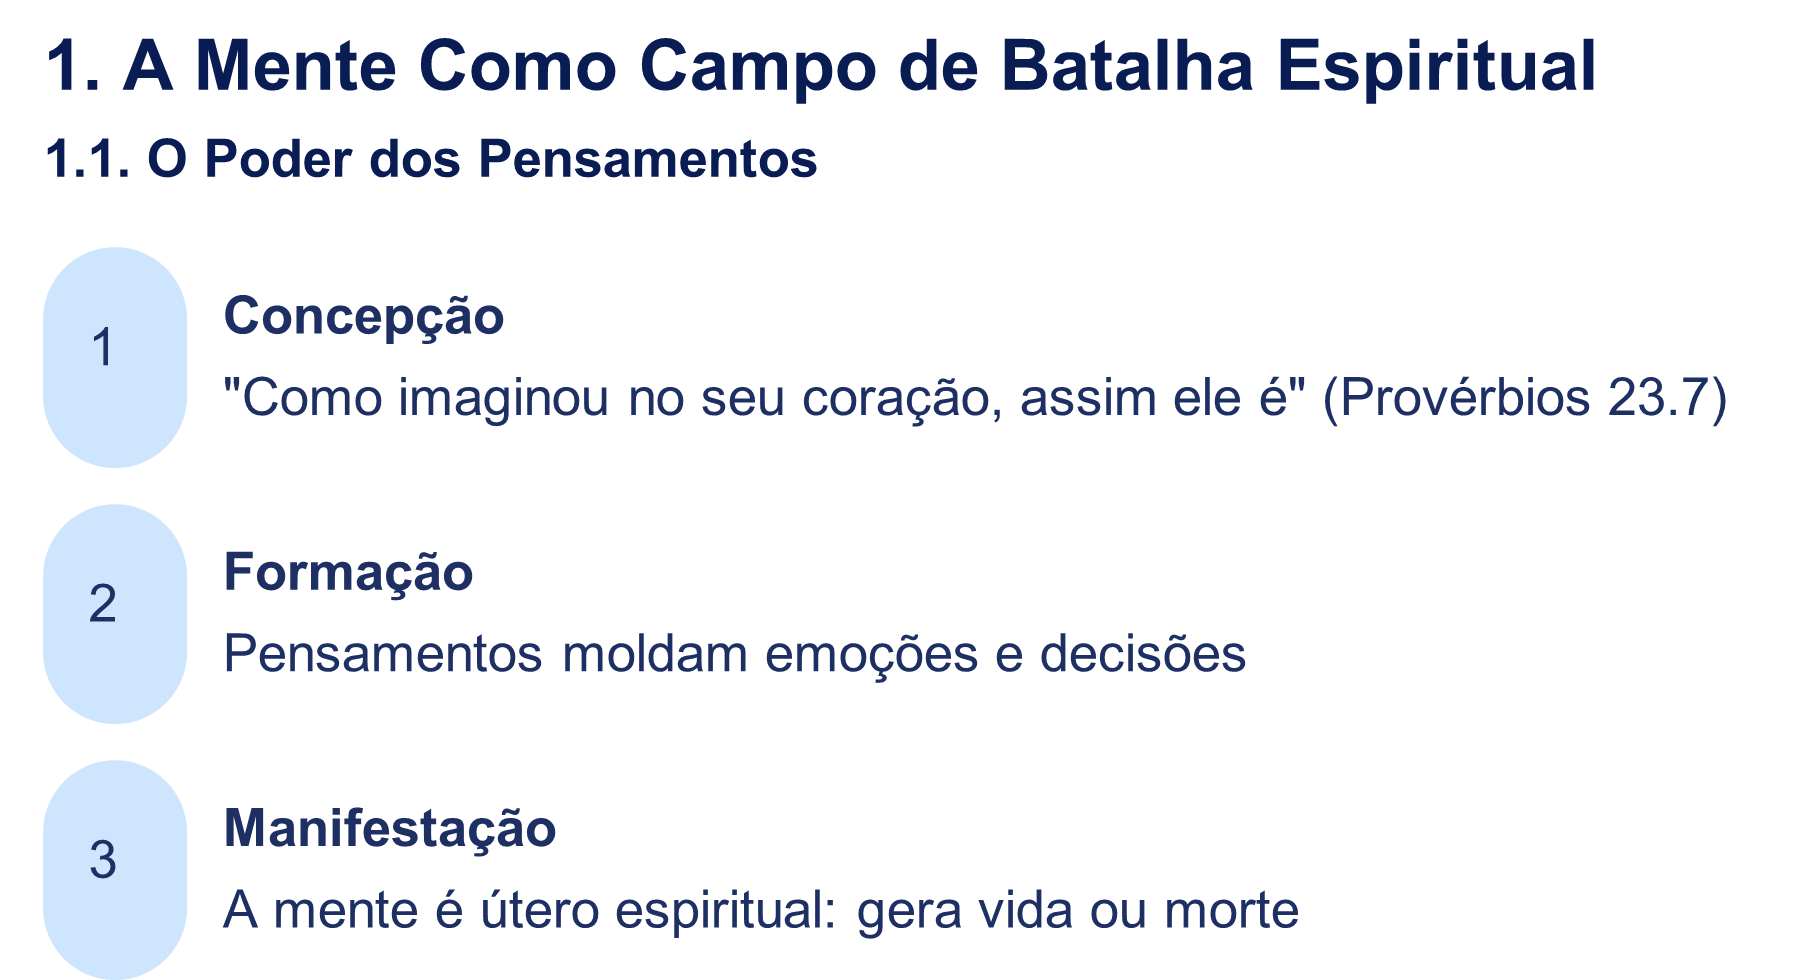 1. A Mente Como Campo de Batalha Espiritual
1.1. O Poder dos Pensamentos
1
Concepção
"Como imaginou no seu coração, assim ele é" (Provérbios 23.7)
2
Formação
Pensamentos moldam emoções e decisões
3
Manifestação
A mente é útero espiritual: gera vida ou morte